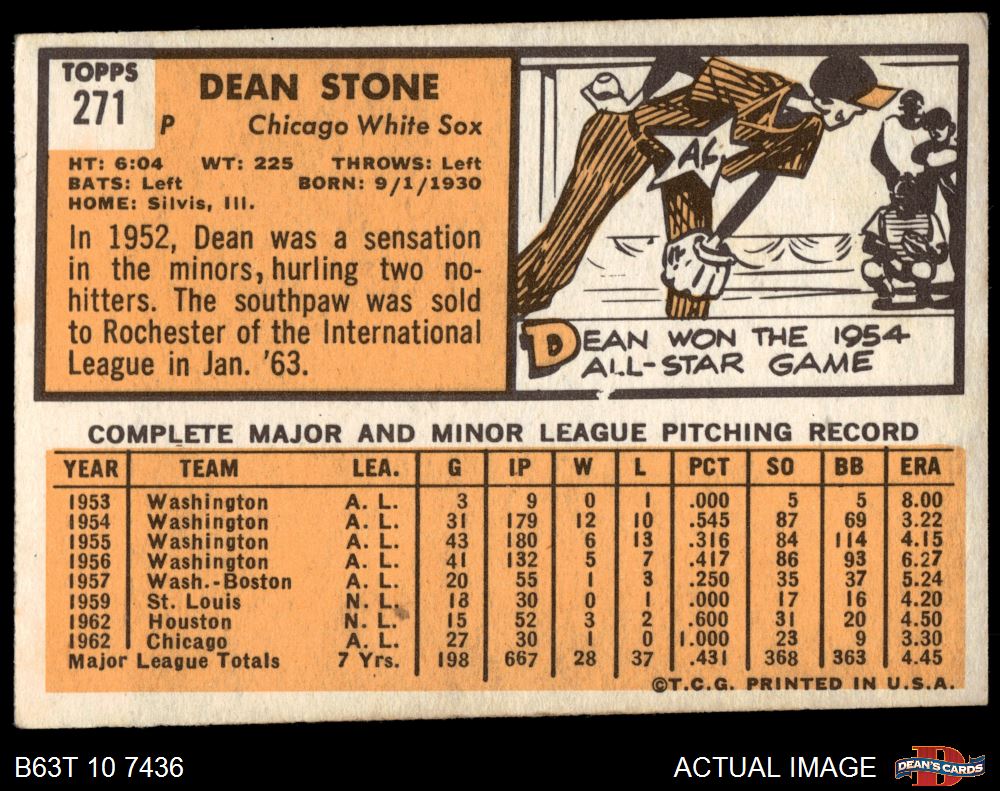 TOPPS
271
DEAN STONE
P Chicago White Sox
HT: 6:04 WT: 225 THROWS: Left
BATS: Left BORN: 9/1/1930
HOME: Silvis, Ill.
In 1952, Dean was a sensation
in the minors, hurling two no-
hitters. The southpaw was sold
to Rochester of the International
League in Jan. '63.
AL
DEAN WON THE 1954
ALL-STAR GAME
COMPLETE MAJOR AND MINOR LEAGUE PITCHING RECORD
YEAR TEAM LEA. G IP W L PCT SO BB ERA
1953 Washington A. L. 3 9 0 1 .000 5 5 8.00
1954 Washington A. L. 31 179 12 10 .545 87 69 3.22
1955 Washington A. L. 43 180 6 13 .316 84 114 4.15
1956 Washington A. L. 41 132 5 7 .417 86 93 6.27
1957 Wash.-Boston A. L. 20 55 1 3 .250 35 37 5.24
1959 St. Louis N. L. 18 30 0 1 .000 17 16 4.20
1962 Houston N. L. 15 52 3 2 .600 31 20 4.50
1962 Chicago A. L. 27 30 1 0 1.000 23 9 3.30
Major League Totals 7 Yrs. 198 667 28 37 .431 368 363 4.45
©T.C.G. PRINTED IN U.S.A.
B63T 10 7436 ACTUAL IMAGE
D
DEAN'S CARDS